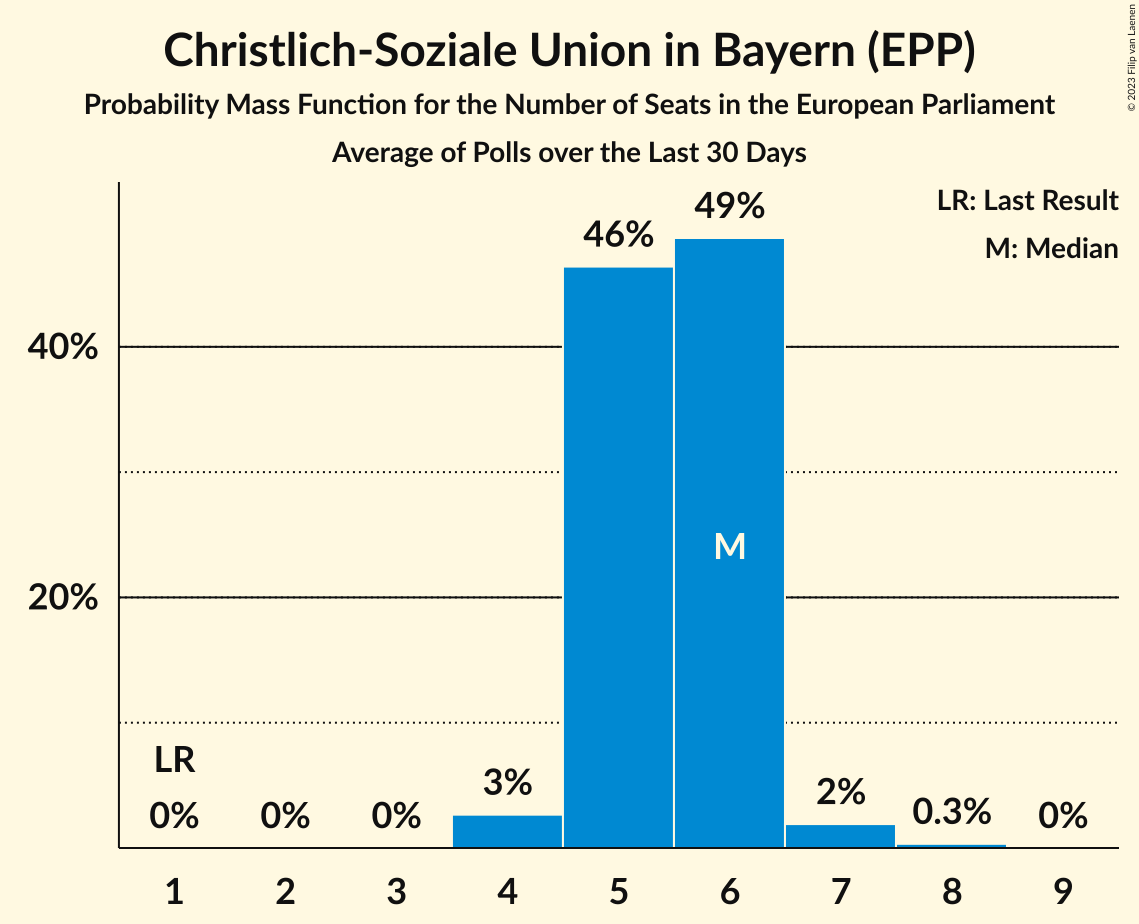 Christlich-Soziale Union in Bayern (EPP)
Probability Mass Function for the Number of Seats in the European Parliament
Average of Polls over the Last 30 Days
© 2023 Filip van Laenen
LR: Last Result
M: Median
49%
46%
40%
M
20%
LR
0% 0% 0% 3% 2% 0.3% 0%
1 2 3 4 5 6 7 8 9